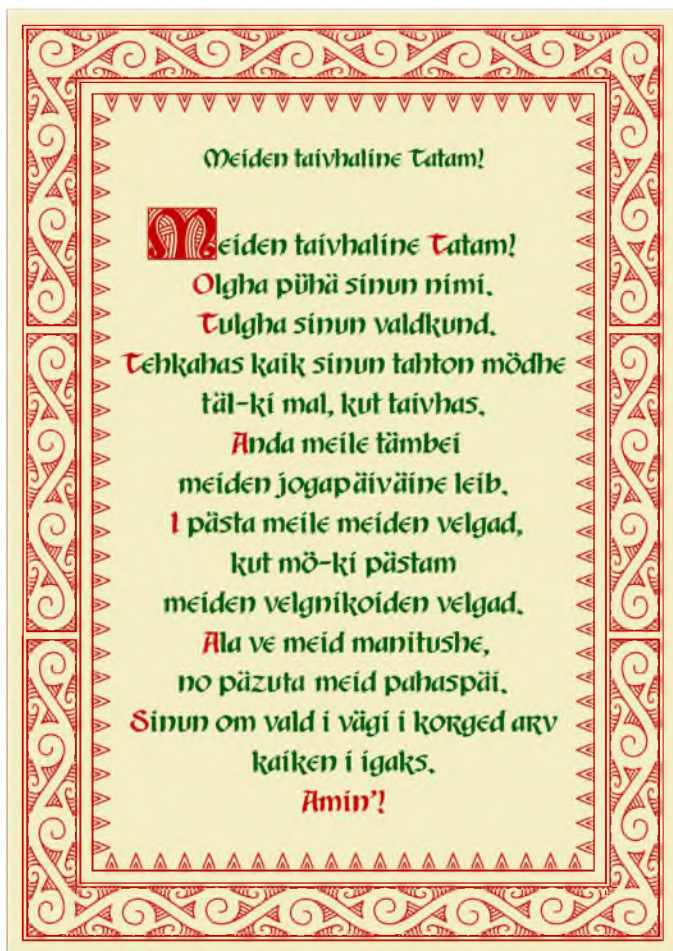 Meiden taivhaline Tatam!
Meiden taivhaline Tatam!
Olgha pühä sinun nimi.
Tulgha sinun valdkund.
Tehkahas kaik sinun tahton mödhe
täl-ki mal, kut taivhas.
Anda meile tämbei
meiden jogapäiväine leib.
I pästa meile meiden velgad,
kut mö-ki pästam
meiden velgnikoiden velgad.
Ala ve meid manitushe,
no päzuta meid pahaspäi.
Sinun om vald i vägi i korged arv
kaiken i igaks.
Amin'!